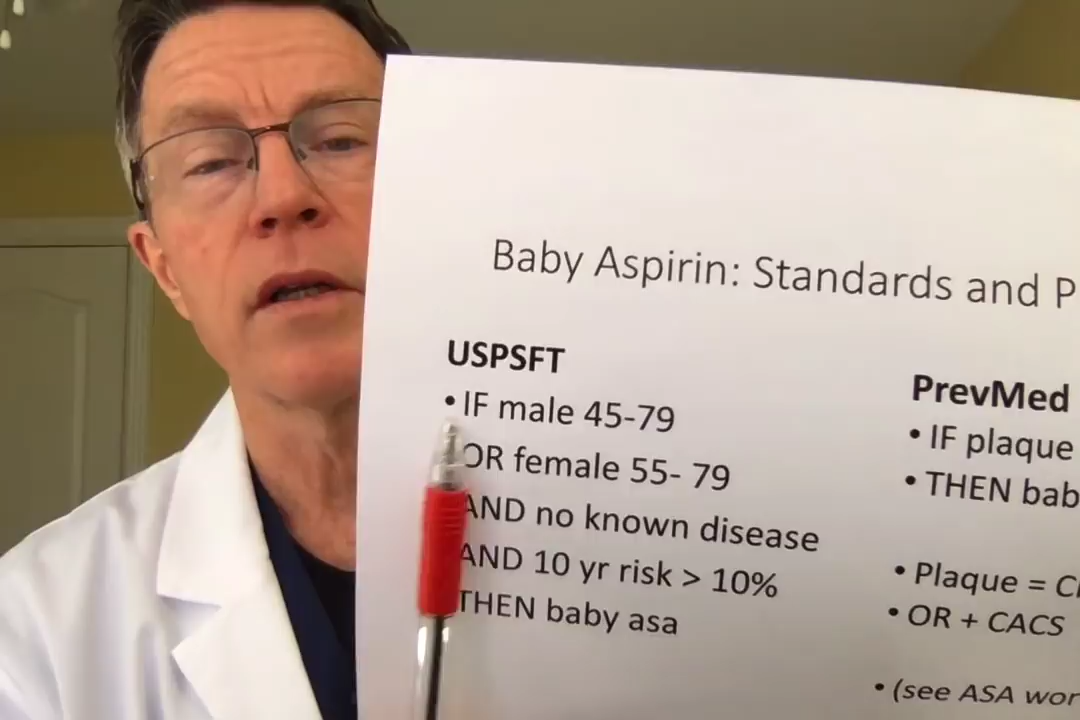 Baby Aspirin: Standards and P
USPSFT
• IF male 45-79
OR female 55- 79
AND no known disease
AND 10 yr risk > 10%
THEN baby asa
PrevMed
• IF plaque
• THEN bab
• Plaque = C
• OR + CACS
• (see ASA wor